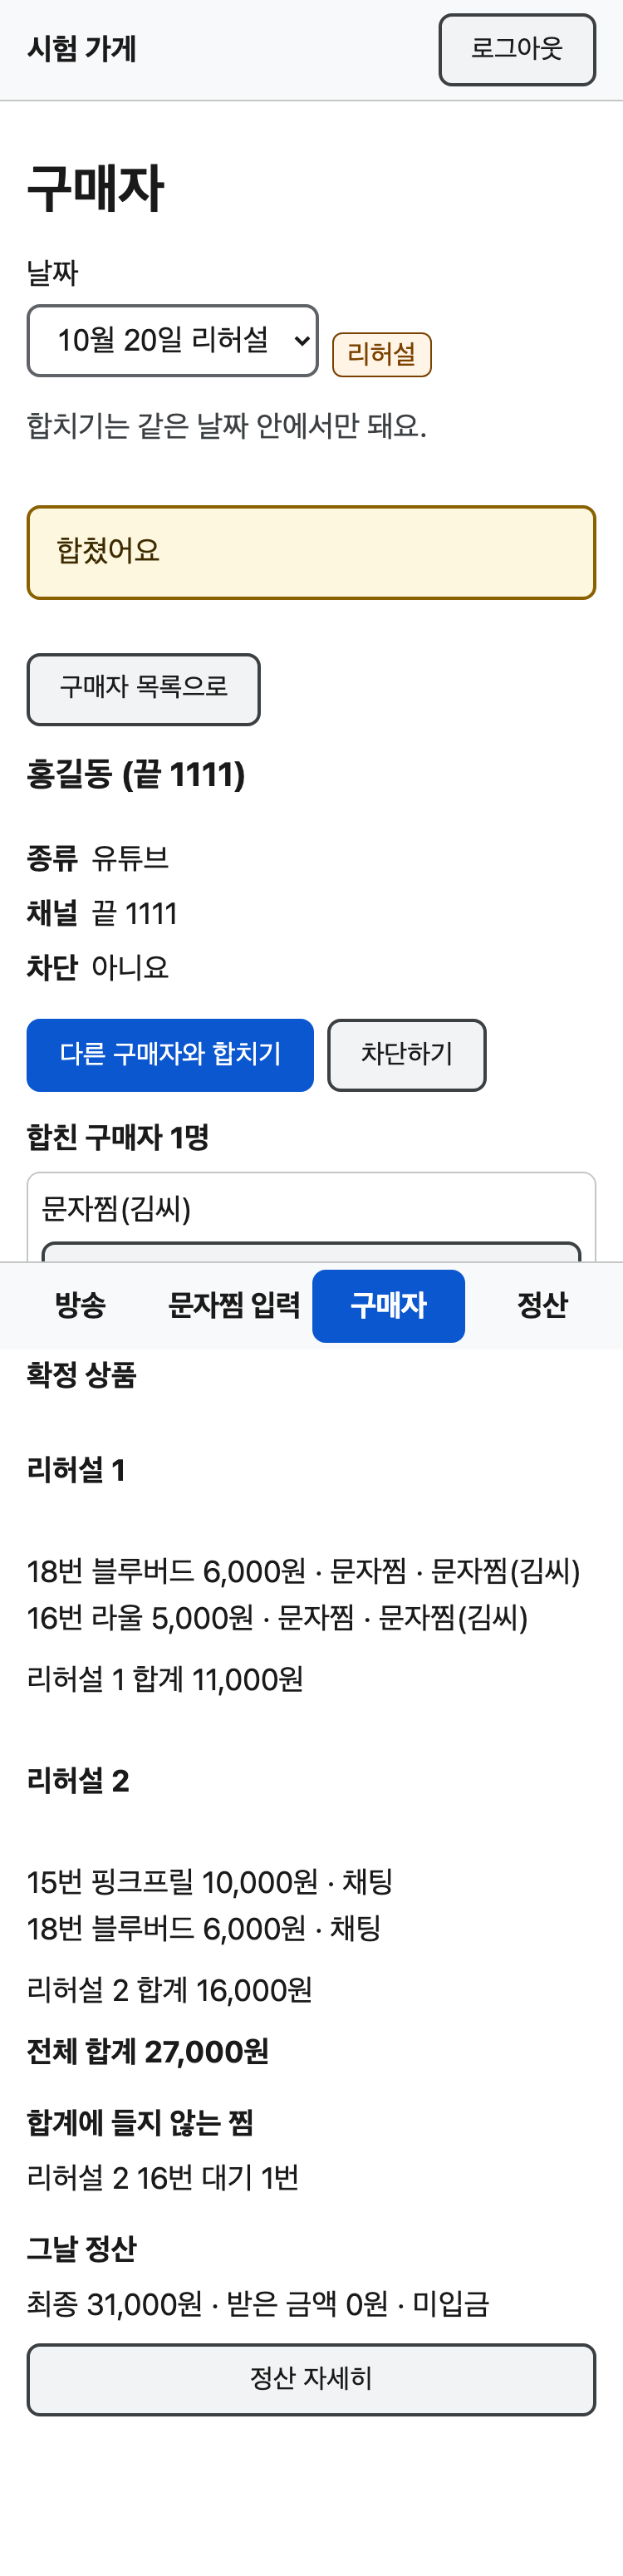 시험 가게
로그아웃
구매자
날짜
10월 20일 리허설
리허설
합치기는 같은 날짜 안에서만 돼요.
합쳤어요
구매자 목록으로
홍길동 (끝 1111)
종류 유튜브
채널 끝 1111
차단 아니요
다른 구매자와 합치기
차단하기
합친 구매자 1명
문자찜(김씨)
방송
문자찜 입력
구매자
정산
확정 상품
리허설 1
18번 블루버드 6,000원 · 문자찜 · 문자찜(김씨)
16번 라울 5,000원 · 문자찜 · 문자찜(김씨)
리허설 1 합계 11,000원
리허설 2
15번 핑크프릴 10,000원 · 채팅
18번 블루버드 6,000원 · 채팅
리허설 2 합계 16,000원
전체 합계 27,000원
합계에 들지 않는 찜
리허설 2 16번 대기 1번
그날 정산
최종 31,000원 · 받은 금액 0원 · 미입금
정산 자세히